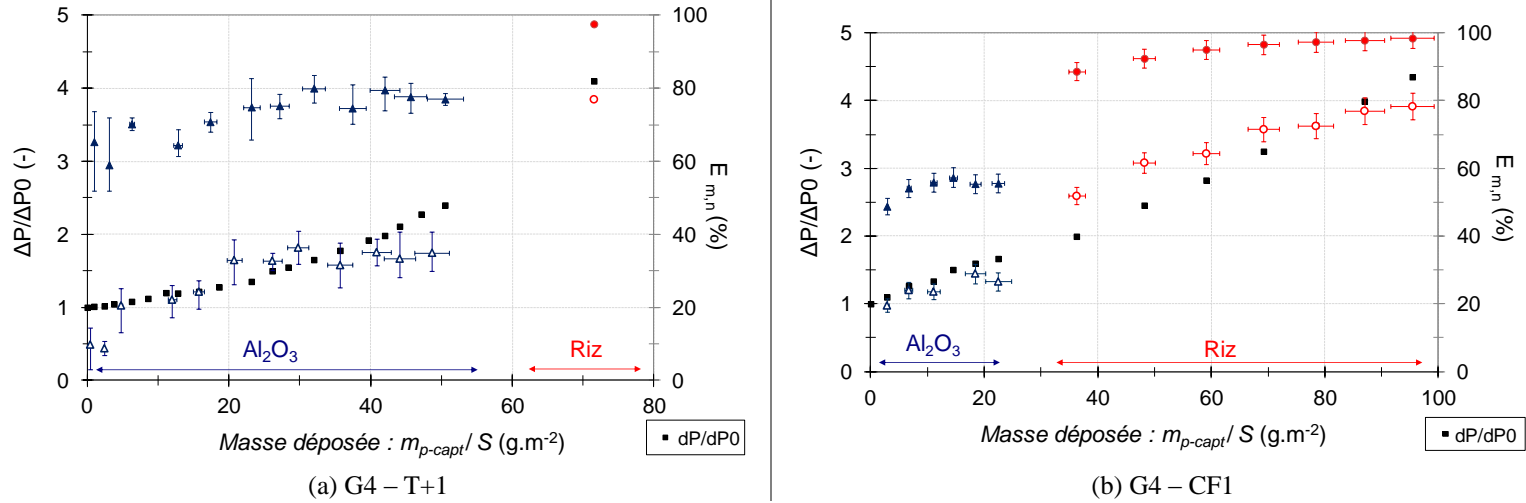 5
4
3
2
1
0
ΔP/ΔP0 (-)
100
80
60
40
20
0
E m,n (%)
Al₂O₃
Riz
0
20
40
60
80
Masse déposée : mp-capt/ S (g.m-2)
dP/dP0
(a) G4 – T+1
5
4
3
2
1
0
ΔP/ΔP0 (-)
100
80
60
40
20
0
E m,n (%)
Al₂O₃
Riz
0
20
40
60
80
100
Masse déposée : mp-capt/ S (g.m-2)
dP/dP0
(b) G4 – CF1